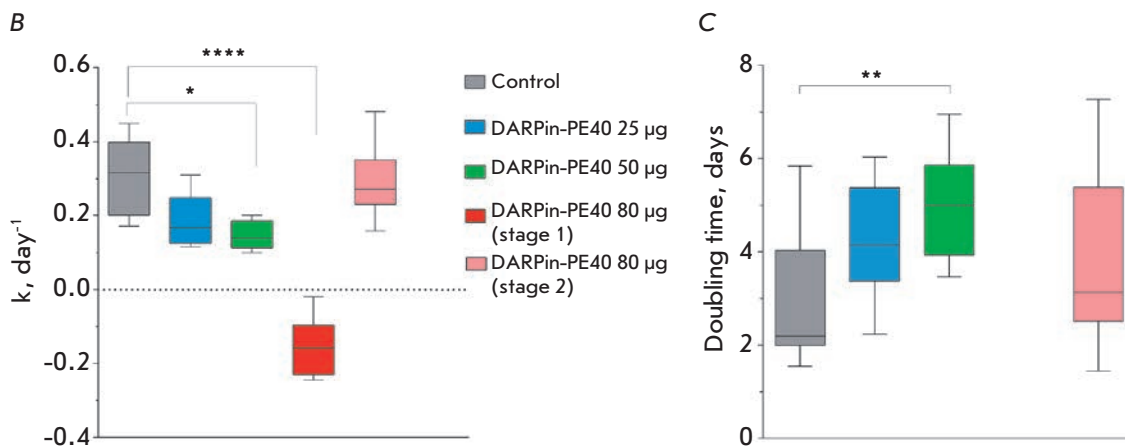 B
k, day-1
0.6
0.4
0.2
0.0
-0.2
-0.4
****
*
Control
DARPin-PE40 25 µg
DARPin-PE40 50 µg
DARPin-PE40 80 µg
(stage 1)
DARPin-PE40 80 µg
(stage 2)
C
Doubling time, days
8
6
4
2
0
**